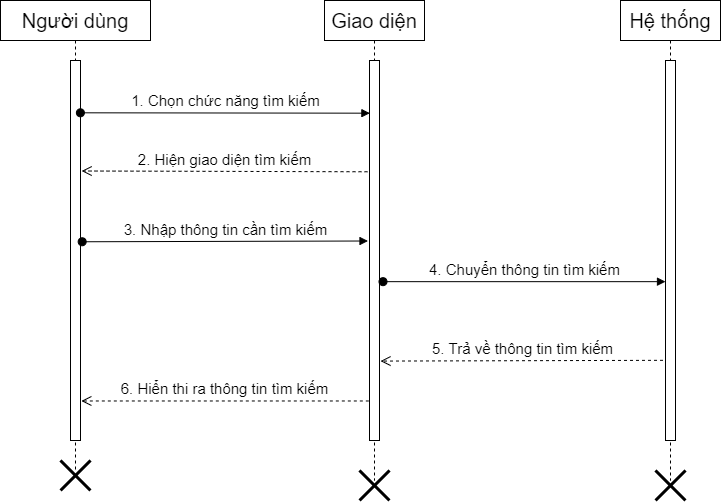 Người dùng
Giao diện
Hệ thống
1. Chọn chức năng tìm kiếm
2. Hiện giao diện tìm kiếm
3. Nhập thông tin cần tìm kiếm
4. Chuyển thông tin tìm kiếm
5. Trả về thông tin tìm kiếm
6. Hiển thi ra thông tin tìm kiếm